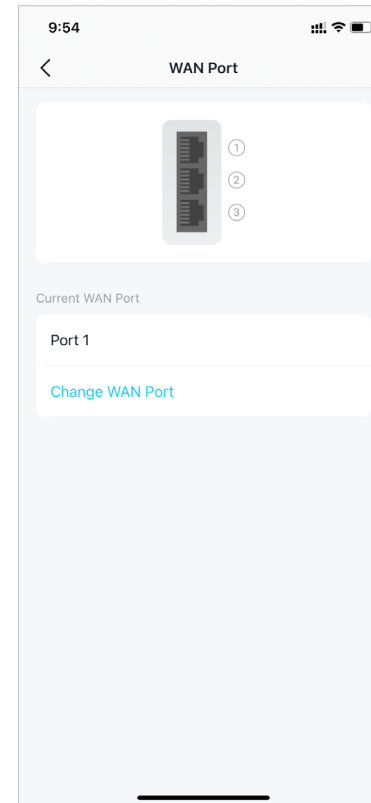 9:54
WAN Port
1
2
3
Current WAN Port
Port 1
Change WAN Port